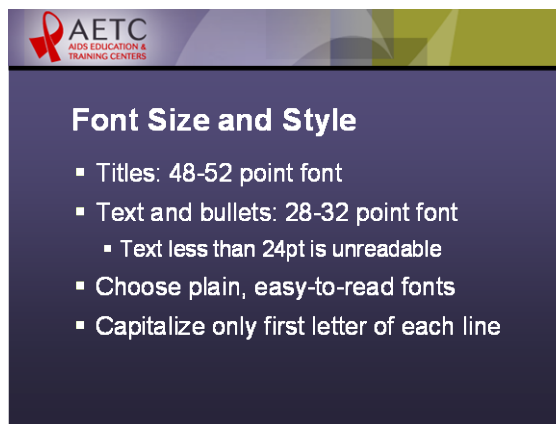 AETC
AIDS EDUCATION &
TRAINING CENTERS
Font Size and Style
Titles: 48-52 point font
Text and bullets: 28-32 point font
Text less than 24pt is unreadable
Choose plain, easy-to-read fonts
Capitalize only first letter of each line